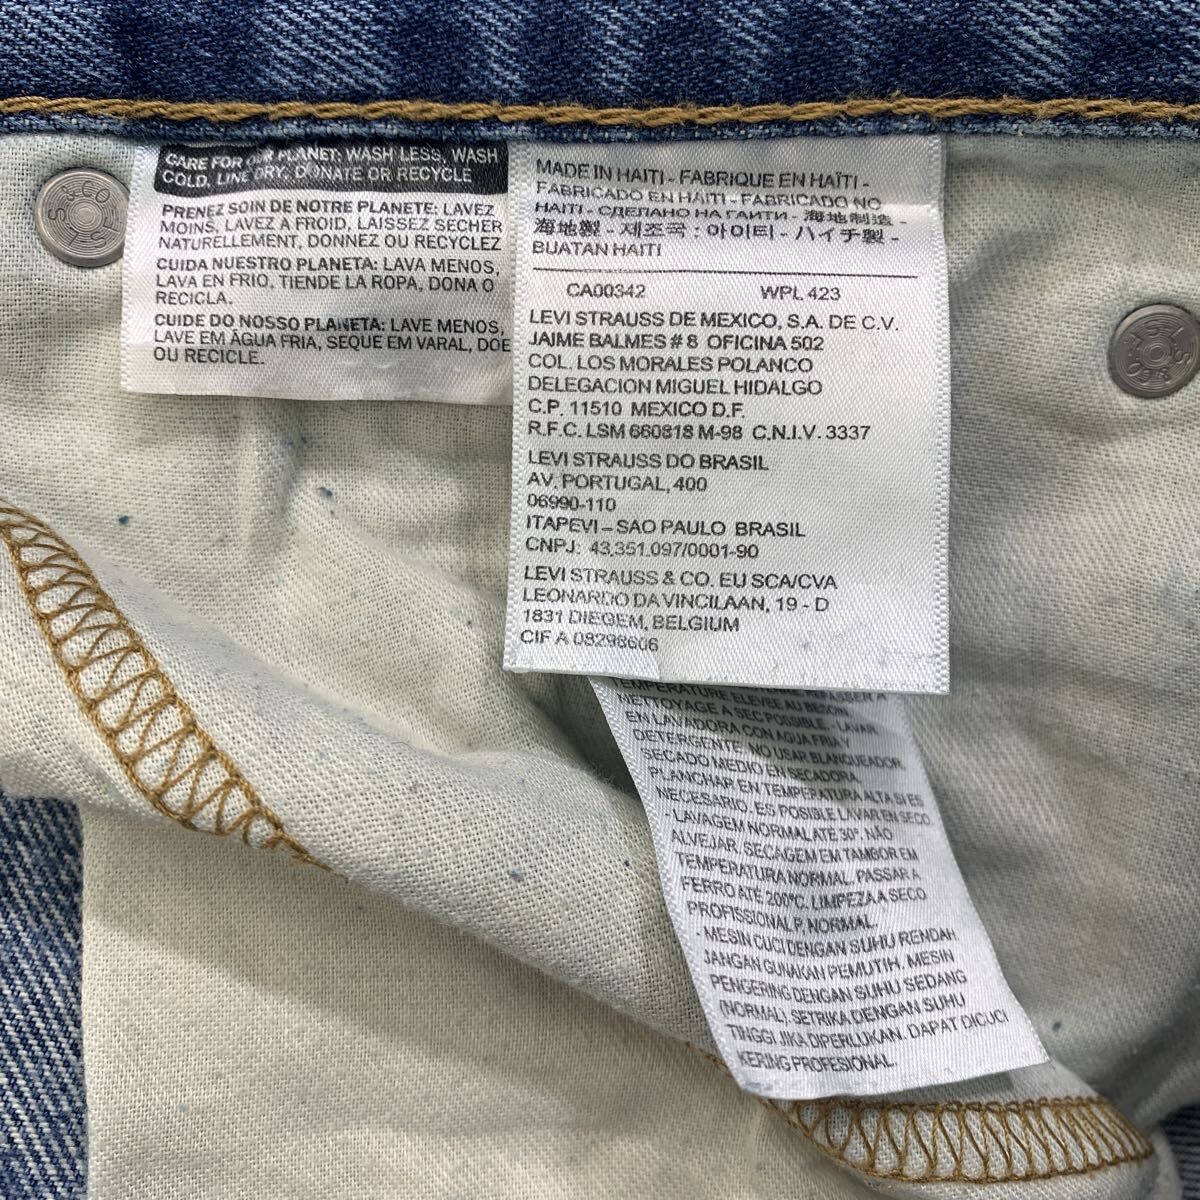 CARE FOR OUR PLANET: WASH LESS, WASH
COLD, LINE DRY, DONATE OR RECYCLE
PRENEZ SOIN DE NOTRE PLANETE: LAVEZ
MOINS, LAVEZ A FROID, LAISSEZ SECHER
NATURELLEMENT, DONNEZ OU RECYCLEZ
CUIDA NUESTRO PLANETA: LAVA MENOS,
LAVA EN FRIO, TIENDE LA ROPA, DONA O
RECICLA.
CUIDE DO NOSSO PLANETA: LAVE MENOS,
LAVE EM ÁGUA FRIA, SEQUE EM VARAL, DOE
OU RECICLE.
MADE IN HAITI - FABRIQUE EN HAÏTI -
FABRICADO EN HAITI - FABRICADO NO
HAITI - СДЕЛАНО НА ГАИТИ - 海地制造 -
海地製 - 제조국 : 아이티 - ハイチ製 -
BUATAN HAITI
CA00342 WPL 423
LEVI STRAUSS DE MEXICO, S.A. DE C.V.
JAIME BALMES # 8 OFICINA 502
COL. LOS MORALES POLANCO
DELEGACION MIGUEL HIDALGO
C.P. 11510 MEXICO D.F.
R.F.C. LSM 660818 M-98 C.N.I.V. 3337
LEVI STRAUSS DO BRASIL
AV. PORTUGAL, 400
06990-110
ITAPEVI – SAO PAULO BRASIL
CNPJ: 43.351.097/0001-90
LEVI STRAUSS & CO. EU SCA/CVA
LEONARDO DAVINCILAAN, 19 - D
1831 DIEGEM, BELGIUM
CIF A 08298606
TEMPERATURE ELEVEE AU BESOIN.
NETTOYAGE A SEC POSSIBLE. - LAVAR
EN LAVADORA CON AGUA FRIA Y
DETERGENTE. NO USAR BLANQUEADOR.
SECADO MEDIO EN SECADORA.
PLANCHAR EN TEMPERATURA ALTA SI ES
NECESARIO. ES POSIBLE LAVAR EN SECO.
- LAVAGEM NORMAL ATÉ 30°. NÃO
ALVEJAR. SECAGEM EM TAMBOR EM
TEMPERATURA NORMAL. PASSAR A
FERRO ATÉ 200°C. LIMPEZA A SECO
PROFISSIONAL P, NORMAL
- MESIN CUCI DENGAN SUHU RENDAH.
JANGAN GUNAKAN PEMUTIH. MESIN
PENGERING DENGAN SUHU SEDANG
(NORMAL). SETRIKA DENGAN SUHU
TINGGI JIKA DIPERLUKAN. DAPAT DICUCI
KERING PROFESIONAL.